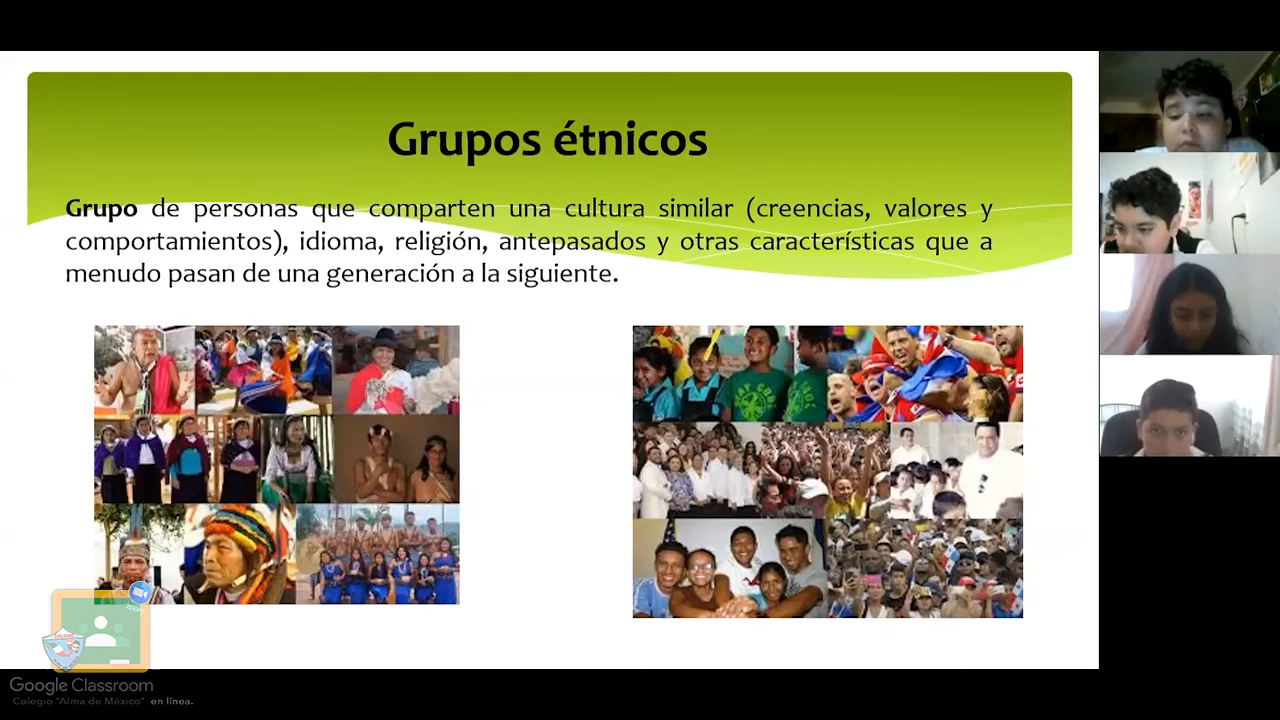 Grupos étnicos
Grupo de personas que comparten una cultura similar (creencias, valores y
comportamientos), idioma, religión, antepasados y otras características que a
menudo pasan de una generación a la siguiente.
zoom
Google Classroom
Colegio "Alma de México" en línea.